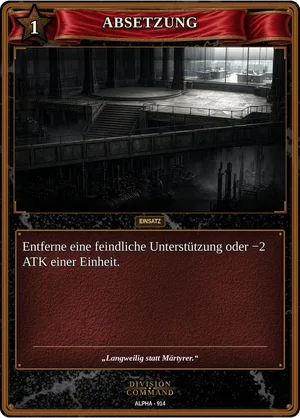 1
ABSETZUNG
EINSATZ
Entferne eine feindliche Unterstützung oder −2
ATK einer Einheit.
„Langweilig statt Märtyrer.“
DIVISION
COMMAND
ALPHA - 914